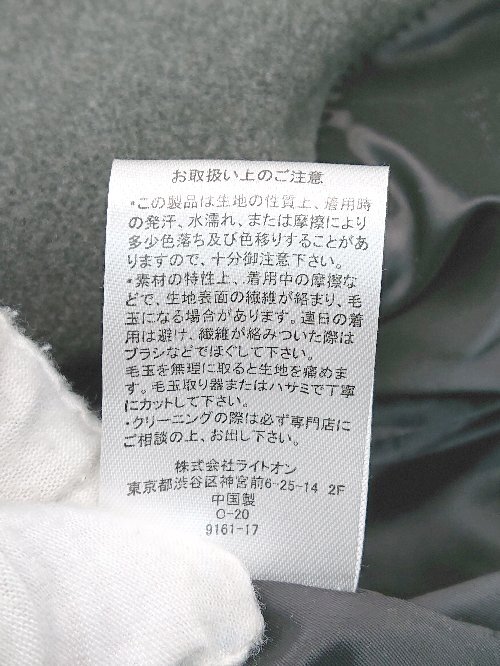 お取扱い上のご注意
・この製品は生地の性質上、着用時
の発汗、水濡れ、または摩擦により
多少色落ち及び色移りすることがあ
りますので、十分御注意下さい。
・素材の特性上、着用中の摩擦な
どで、生地表面の繊維が絡まり、毛
玉になる場合があります。連日の着
用は避け、繊維が絡みついた際は
ブラシなどでほぐして下さい。
毛玉を無理に取ると生地を痛めま
す。毛玉取り器またはハサミで丁寧
にカットして下さい。
・クリーニングの際は必ず専門店に
ご相談の上、お出し下さい。
株式会社ライトオン
東京都渋谷区神宮前6-25-14 2F
中国製
O-20
9161-17